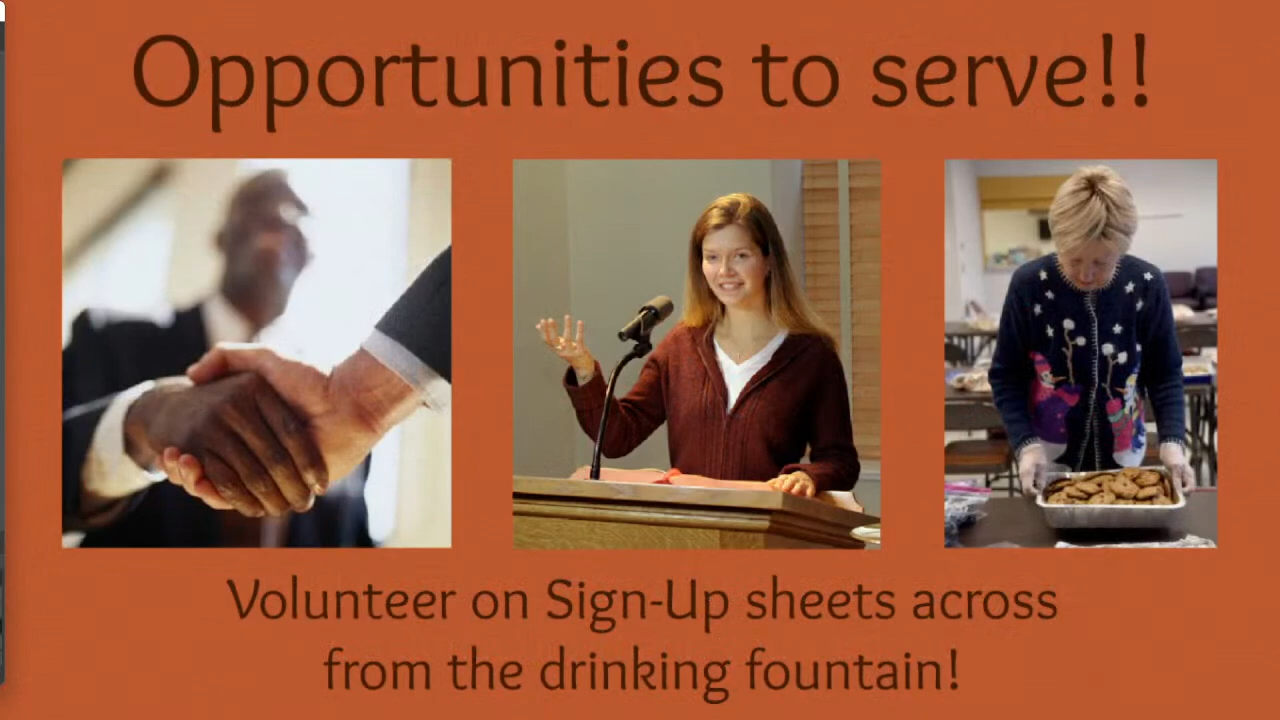 Opportunities to serve!!
Volunteer on Sign-Up sheets across
from the drinking fountain!